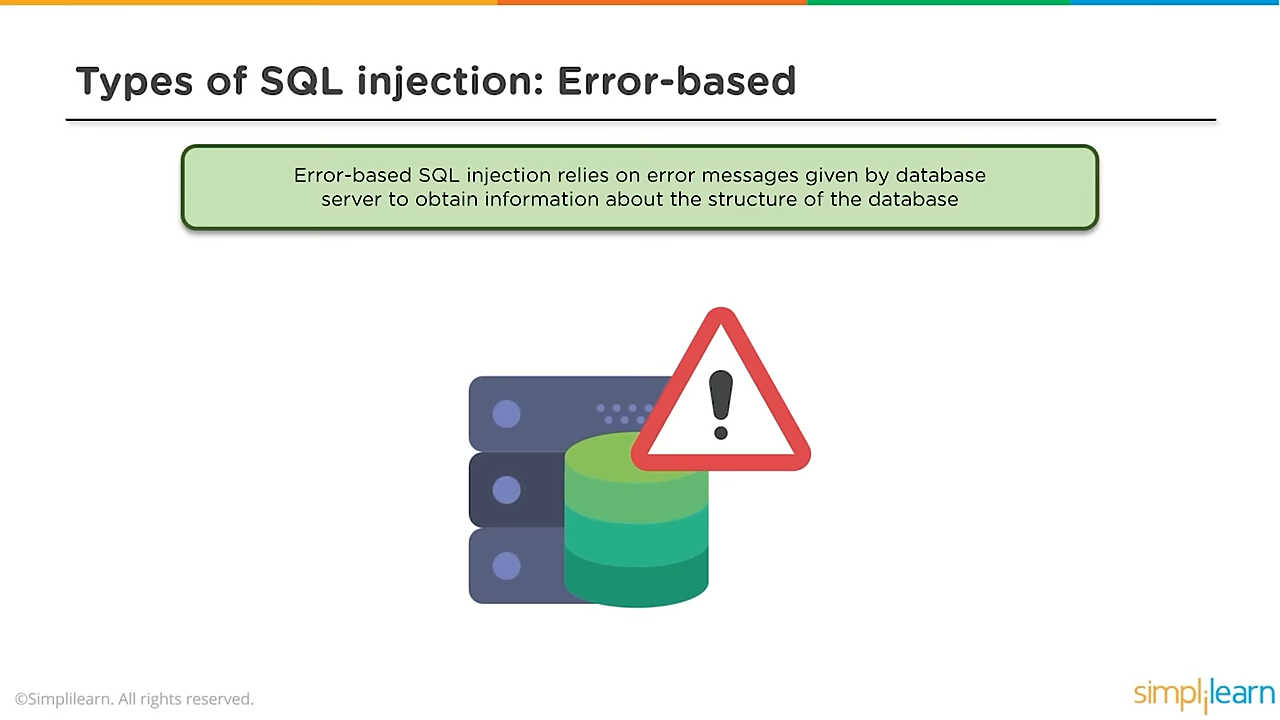 Types of SQL injection: Error-based
Error-based SQL injection relies on error messages given by database
server to obtain information about the structure of the database
©Simplilearn. All rights reserved.
simplilearn